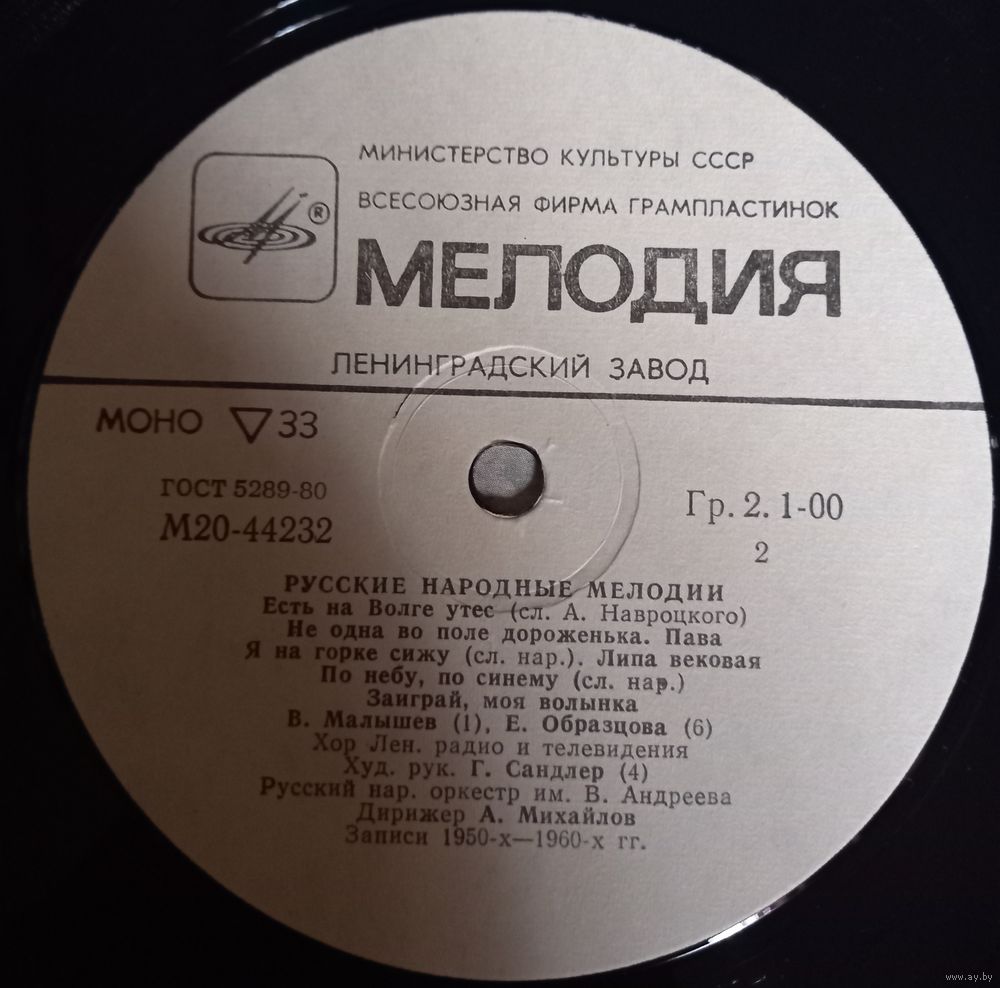 МИНИСТЕРСТВО КУЛЬТУРЫ СССР
ВСЕСОЮЗНАЯ ФИРМА ГРАМПЛАСТИНОК
®
МЕЛОДИЯ
ЛЕНИНГРАДСКИЙ ЗАВОД
МОНО ▽ 33
ГОСТ 5289-80
М20-44232
Гр. 2. 1-00
2
РУССКИЕ НАРОДНЫЕ МЕЛОДИИ
Есть на Волге утес (сл. А. Навроцкого)
Не одна во поле дороженька. Пава
Я на горке сижу (сл. нар.). Липа вековая
По небу, по синему (сл. нар.)
Заиграй, моя волынка
В. Малышев (1), Е. Образцова (6)
Хор Лен. радио и телевидения
Худ. рук. Г. Сандлер (4)
Русский нар. оркестр им. В. Андреева
Дирижер А. Михайлов
Записи 1950-х—1960-х гг.
www.ay.by